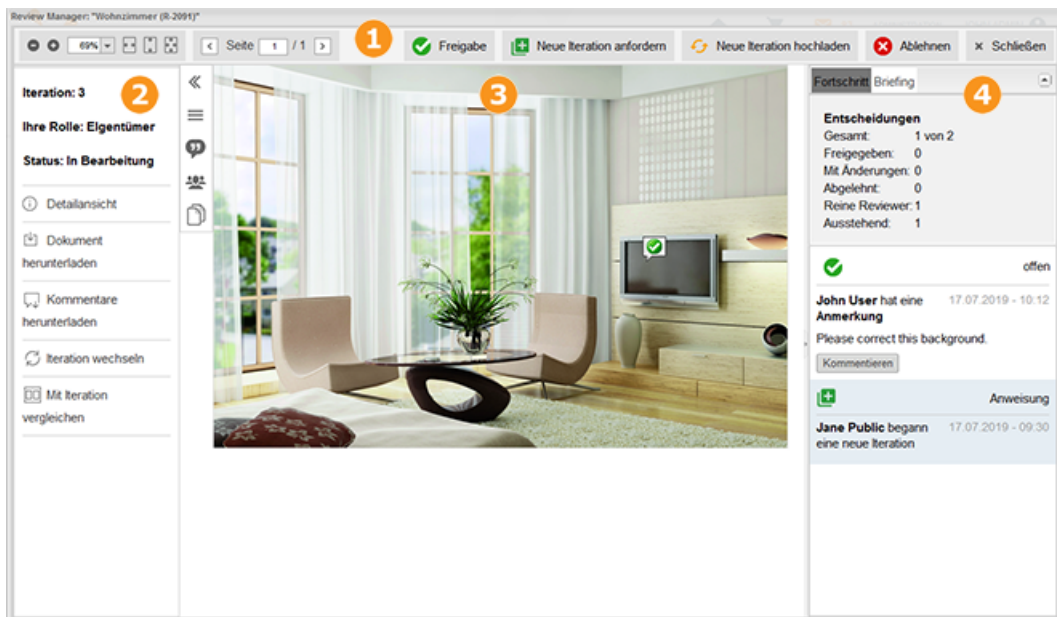 Review Manager: "Wohnzimmer (R-2091)"
69%
Seite 1 / 1
1
Freigabe
Neue Iteration anfordern
Neue Iteration hochladen
Ablehnen
× Schließen
Iteration: 3
2
Ihre Rolle: Eigentümer
Status: In Bearbeitung
Detailansicht
Dokument
herunterladen
Kommentare
herunterladen
Iteration wechseln
Mit Iteration
vergleichen
3
Fortschritt Briefing
4
Entscheidungen
Gesamt: 1 von 2
Freigegeben: 0
Mit Änderungen: 0
Abgelehnt: 0
Reine Reviewer: 1
Ausstehend: 1
offen
John User hat eine 17.07.2019 - 10:12
Anmerkung
Please correct this background.
Kommentieren
Anweisung
Jane Public begann 17.07.2019 - 09:30
eine neue Iteration